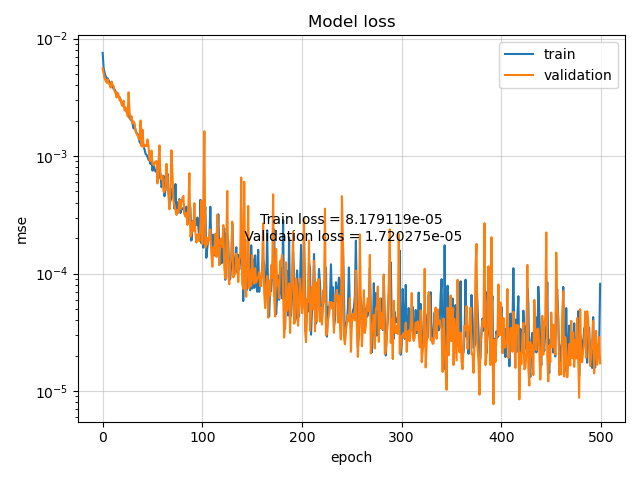 Model loss
train
validation
Train loss = 8.179119e-05
Validation loss = 1.720275e-05
mse
10⁻²
10⁻³
10⁻⁴
10⁻⁵
0 100 200 300 400 500
epoch